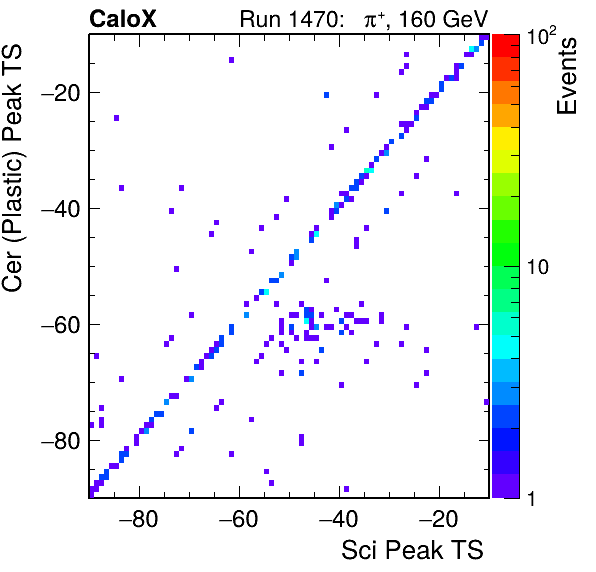 CaloX Run 1470: π⁺, 160 GeV
Cer (Plastic) Peak TS
−20
−40
−60
−80
−80 −60 −40 −20
Sci Peak TS
10²
10
1
Events